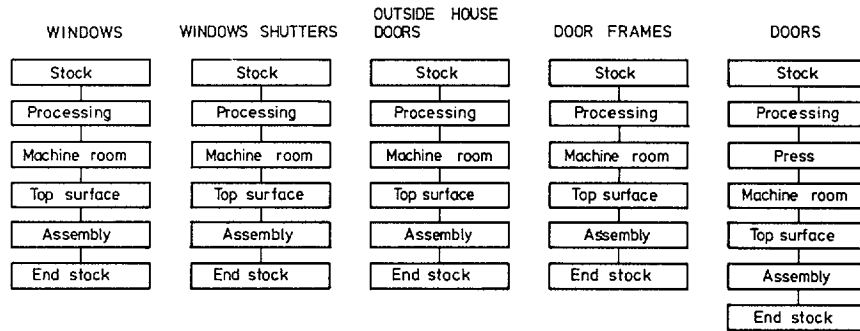 WINDOWS
Stock
Processing
Machine room
Top surface
Assembly
End stock
WINDOWS SHUTTERS
Stock
Processing
Machine room
Top surface
Assembly
End stock
OUTSIDE HOUSE
DOORS
Stock
Processing
Machine room
Top surface
Assembly
End stock
DOOR FRAMES
Stock
Processing
Machine room
Top surface
Assembly
End stock
DOORS
Stock
Processing
Press
Machine room
Top surface
Assembly
End stock